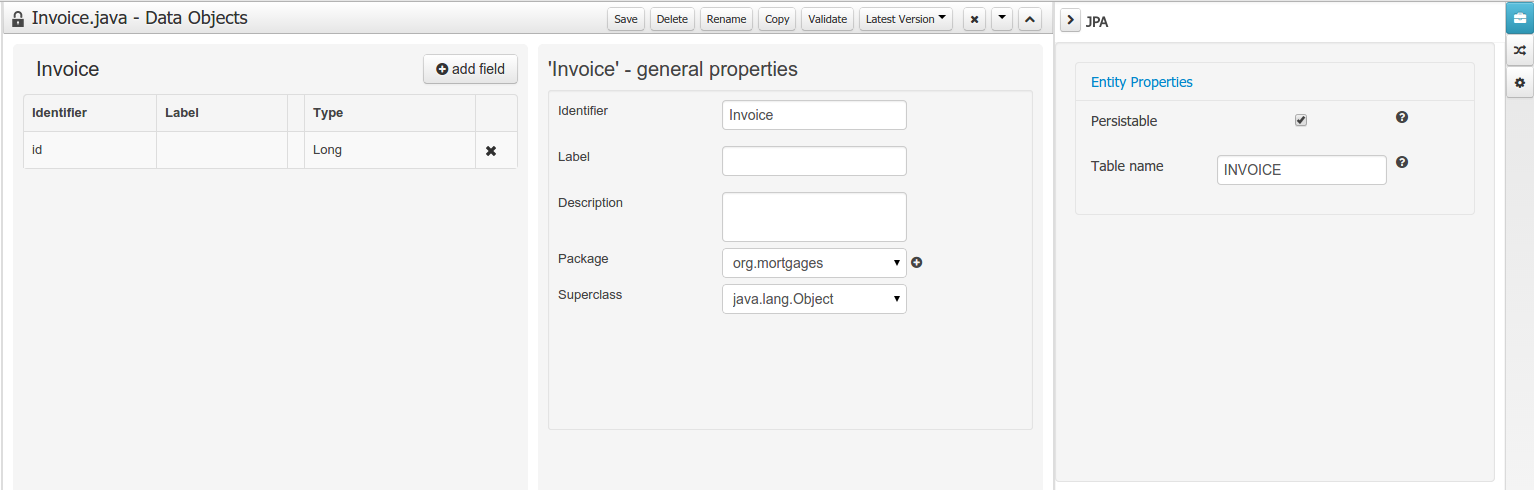 Invoice.java - Data Objects
Save Delete Rename Copy Validate Latest Version
JPA
Invoice
add field
Identifier Label Type
id Long
'Invoice' - general properties
Identifier Invoice
Label
Description
Package org.mortgages
Superclass java.lang.Object
Entity Properties
Persistable
Table name INVOICE